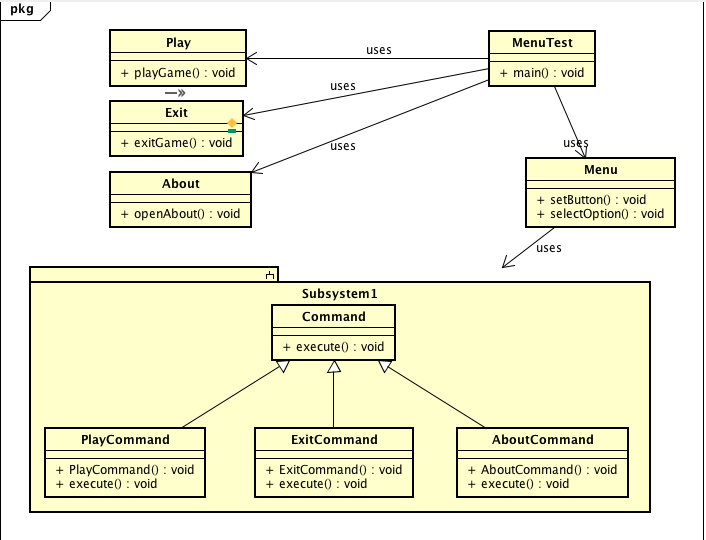 pkg
Play
+ playGame() : void
uses
MenuTest
+ main() : void
Exit
+ exitGame() : void
uses
About
+ openAbout() : void
uses
uses
Menu
+ setButton() : void
+ selectOption() : void
uses
Subsystem1
Command
+ execute() : void
PlayCommand
+ PlayCommand() : void
+ execute() : void
ExitCommand
+ ExitCommand() : void
+ execute() : void
AboutCommand
+ AboutCommand() : void
+ execute() : void